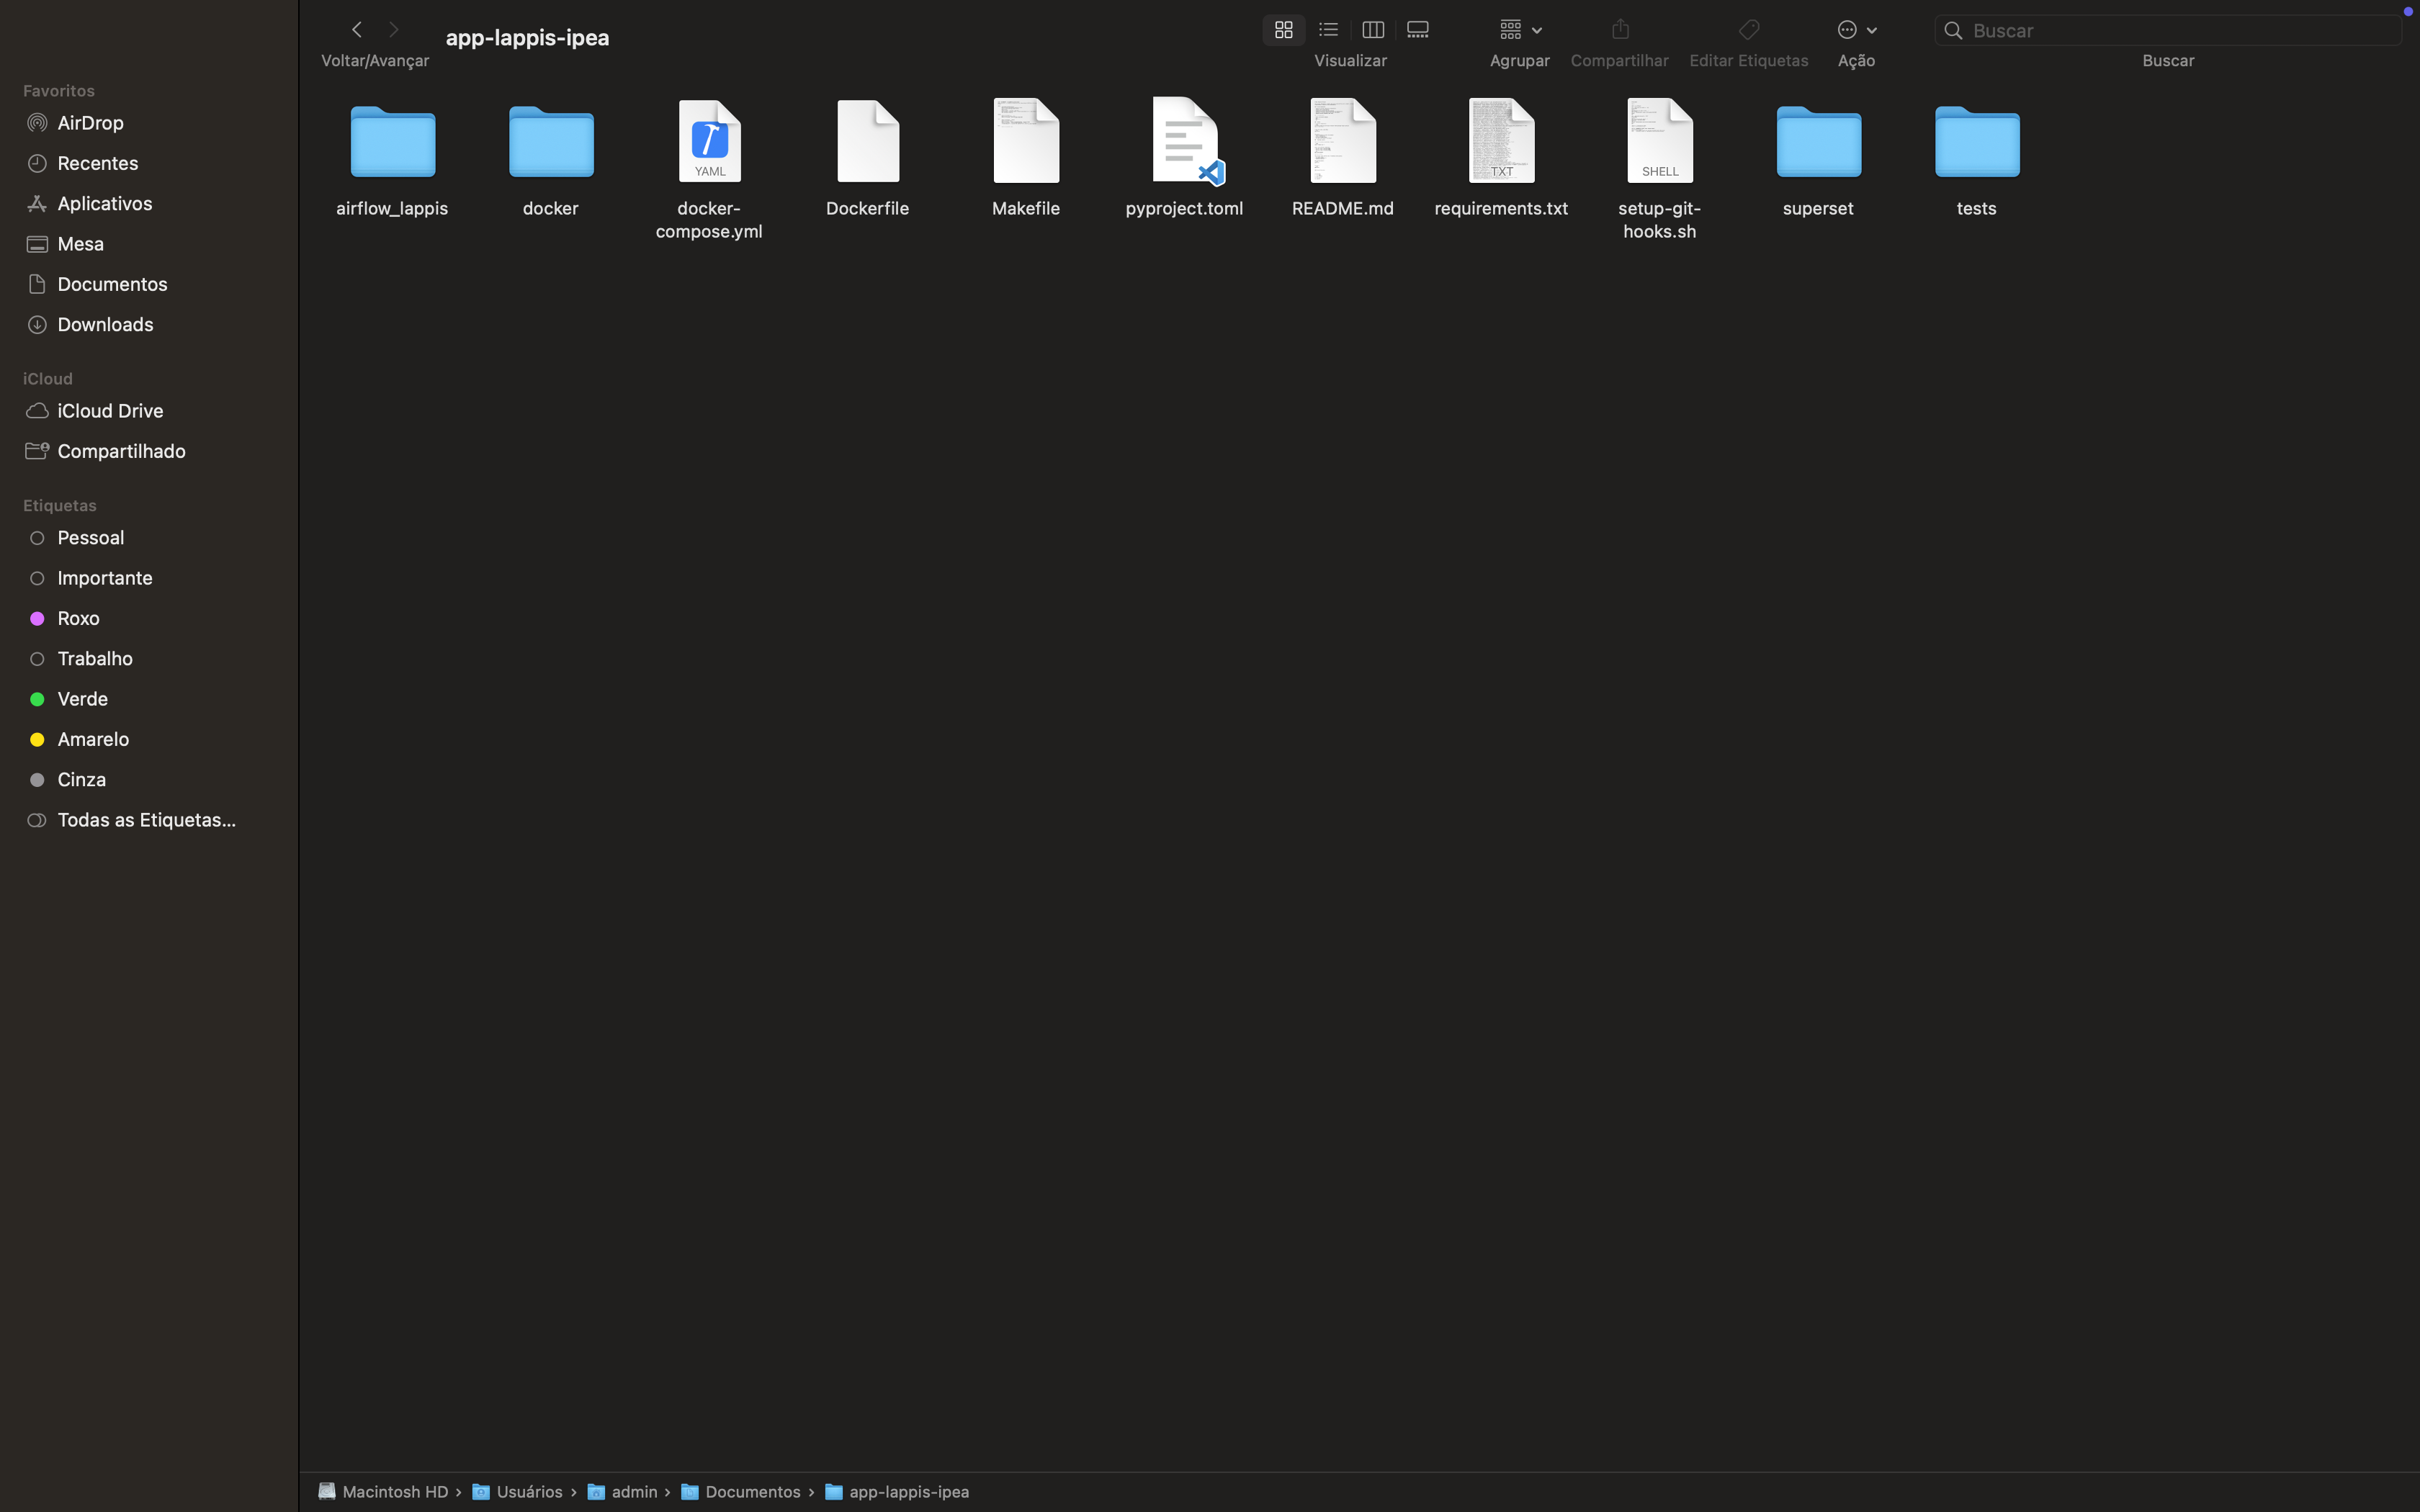 app-lappis-ipea
Voltar/Avançar
Visualizar
Agrupar
Compartilhar
Editar Etiquetas
Ação
Buscar
Buscar
Favoritos
AirDrop
Recentes
Aplicativos
Mesa
Documentos
Downloads
iCloud
iCloud Drive
Compartilhado
Etiquetas
Pessoal
Importante
Roxo
Trabalho
Verde
Amarelo
Cinza
Todas as Etiquetas...
YAML
TXT
SHELL
airflow_lappis
docker
docker-
compose.yml
Dockerfile
Makefile
pyproject.toml
README.md
requirements.txt
setup-git-
hooks.sh
superset
tests
Macintosh HD › Usuários › admin › Documentos › app-lappis-ipea